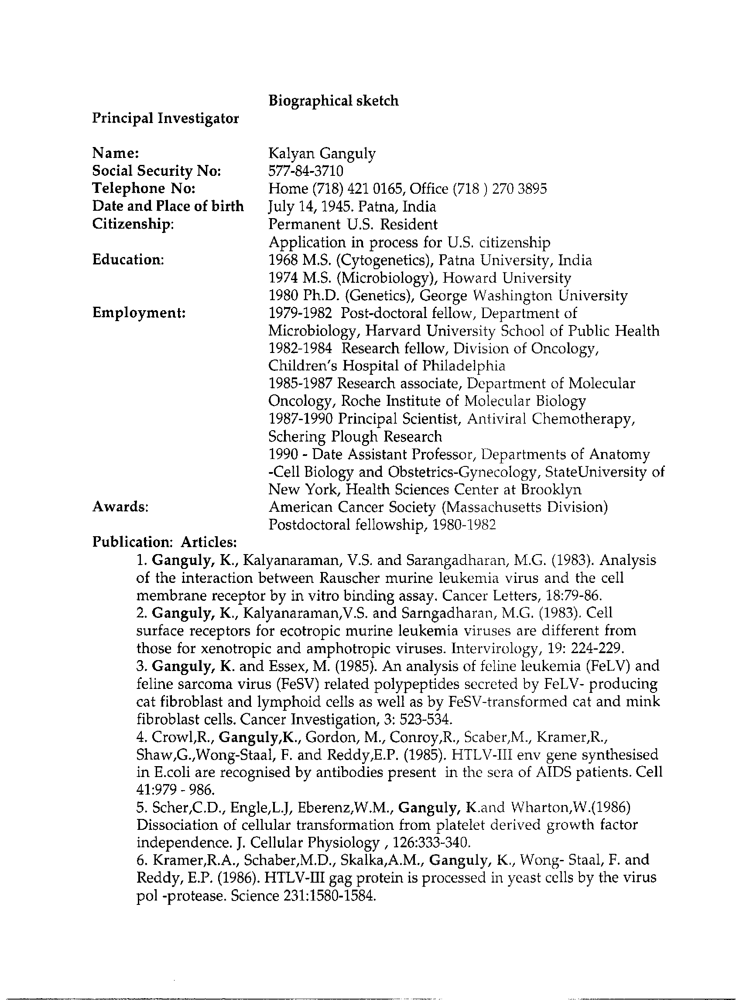 Biographical sketch
Principal Investigator
Name: Kalyan Ganguly
Social Security No: 577-84-3710
Telephone No: Home (718) 421 0165, Office (718 ) 270 3895
Date and Place of birth July 14, 1945. Patna, India
Citizenship: Permanent U.S. Resident
Application in process for U.S. citizenship
Education: 1968 M.S. (Cytogenetics), Patna University, India
1974 M.S. (Microbiology), Howard University
1980 Ph.D. (Genetics), George Washington University
Employment: 1979-1982 Post-doctoral fellow, Department of
Microbiology, Harvard University School of Public Health
1982-1984 Research fellow, Division of Oncology,
Children's Hospital of Philadelphia
1985-1987 Research associate, Department of Molecular
Oncology, Roche Institute of Molecular Biology
1987-1990 Principal Scientist, Antiviral Chemotherapy,
Schering Plough Research
1990 - Date Assistant Professor, Departments of Anatomy
-Cell Biology and Obstetrics-Gynecology, StateUniversity of
New York, Health Sciences Center at Brooklyn
Awards: American Cancer Society (Massachusetts Division)
Postdoctoral fellowship, 1980-1982
Publication: Articles:
1. Ganguly, K., Kalyanaraman, V.S. and Sarangadharan, M.G. (1983). Analysis
of the interaction between Rauscher murine leukemia virus and the cell
membrane receptor by in vitro binding assay. Cancer Letters, 18:79-86.
2. Ganguly, K., Kalyanaraman,V.S. and Sarngadharan, M.G. (1983). Cell
surface receptors for ecotropic murine leukemia viruses are different from
those for xenotropic and amphotropic viruses. Intervirology, 19: 224-229.
3. Ganguly, K. and Essex, M. (1985). An analysis of feline leukemia (FeLV) and
feline sarcoma virus (FeSV) related polypeptides secreted by FeLV- producing
cat fibroblast and lymphoid cells as well as by FeSV-transformed cat and mink
fibroblast cells. Cancer Investigation, 3: 523-534.
4. Crowl,R., Ganguly,K., Gordon, M., Conroy,R., Scaber,M., Kramer,R.,
Shaw,G.,Wong-Staal, F. and Reddy,E.P. (1985). HTLV-III env gene synthesised
in E.coli are recognised by antibodies present in the sera of AIDS patients. Cell
41:979 - 986.
5. Scher,C.D., Engle,L.J, Eberenz,W.M., Ganguly, K.and Wharton,W.(1986)
Dissociation of cellular transformation from platelet derived growth factor
independence. J. Cellular Physiology , 126:333-340.
6. Kramer,R.A., Schaber,M.D., Skalka,A.M., Ganguly, K., Wong- Staal, F. and
Reddy, E.P. (1986). HTLV-III gag protein is processed in yeast cells by the virus
pol -protease. Science 231:1580-1584.